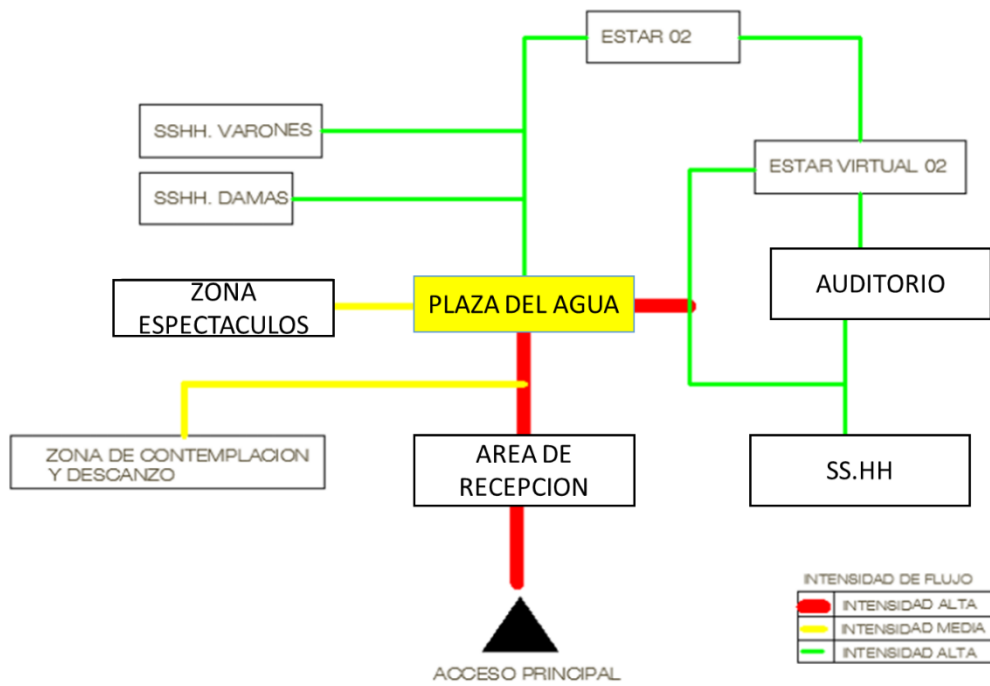 ESTAR 02
SSHH. VARONES
ESTAR VIRTUAL 02
SSHH. DAMAS
ZONA
ESPECTACULOS
PLAZA DEL AGUA
AUDITORIO
ZONA DE CONTEMPLACION
Y DESCANZO
AREA DE
RECEPCION
SS.HH
INTENSIDAD DE FLUJO
INTENSIDAD ALTA
INTENSIDAD MEDIA
INTENSIDAD ALTA
ACCESO PRINCIPAL